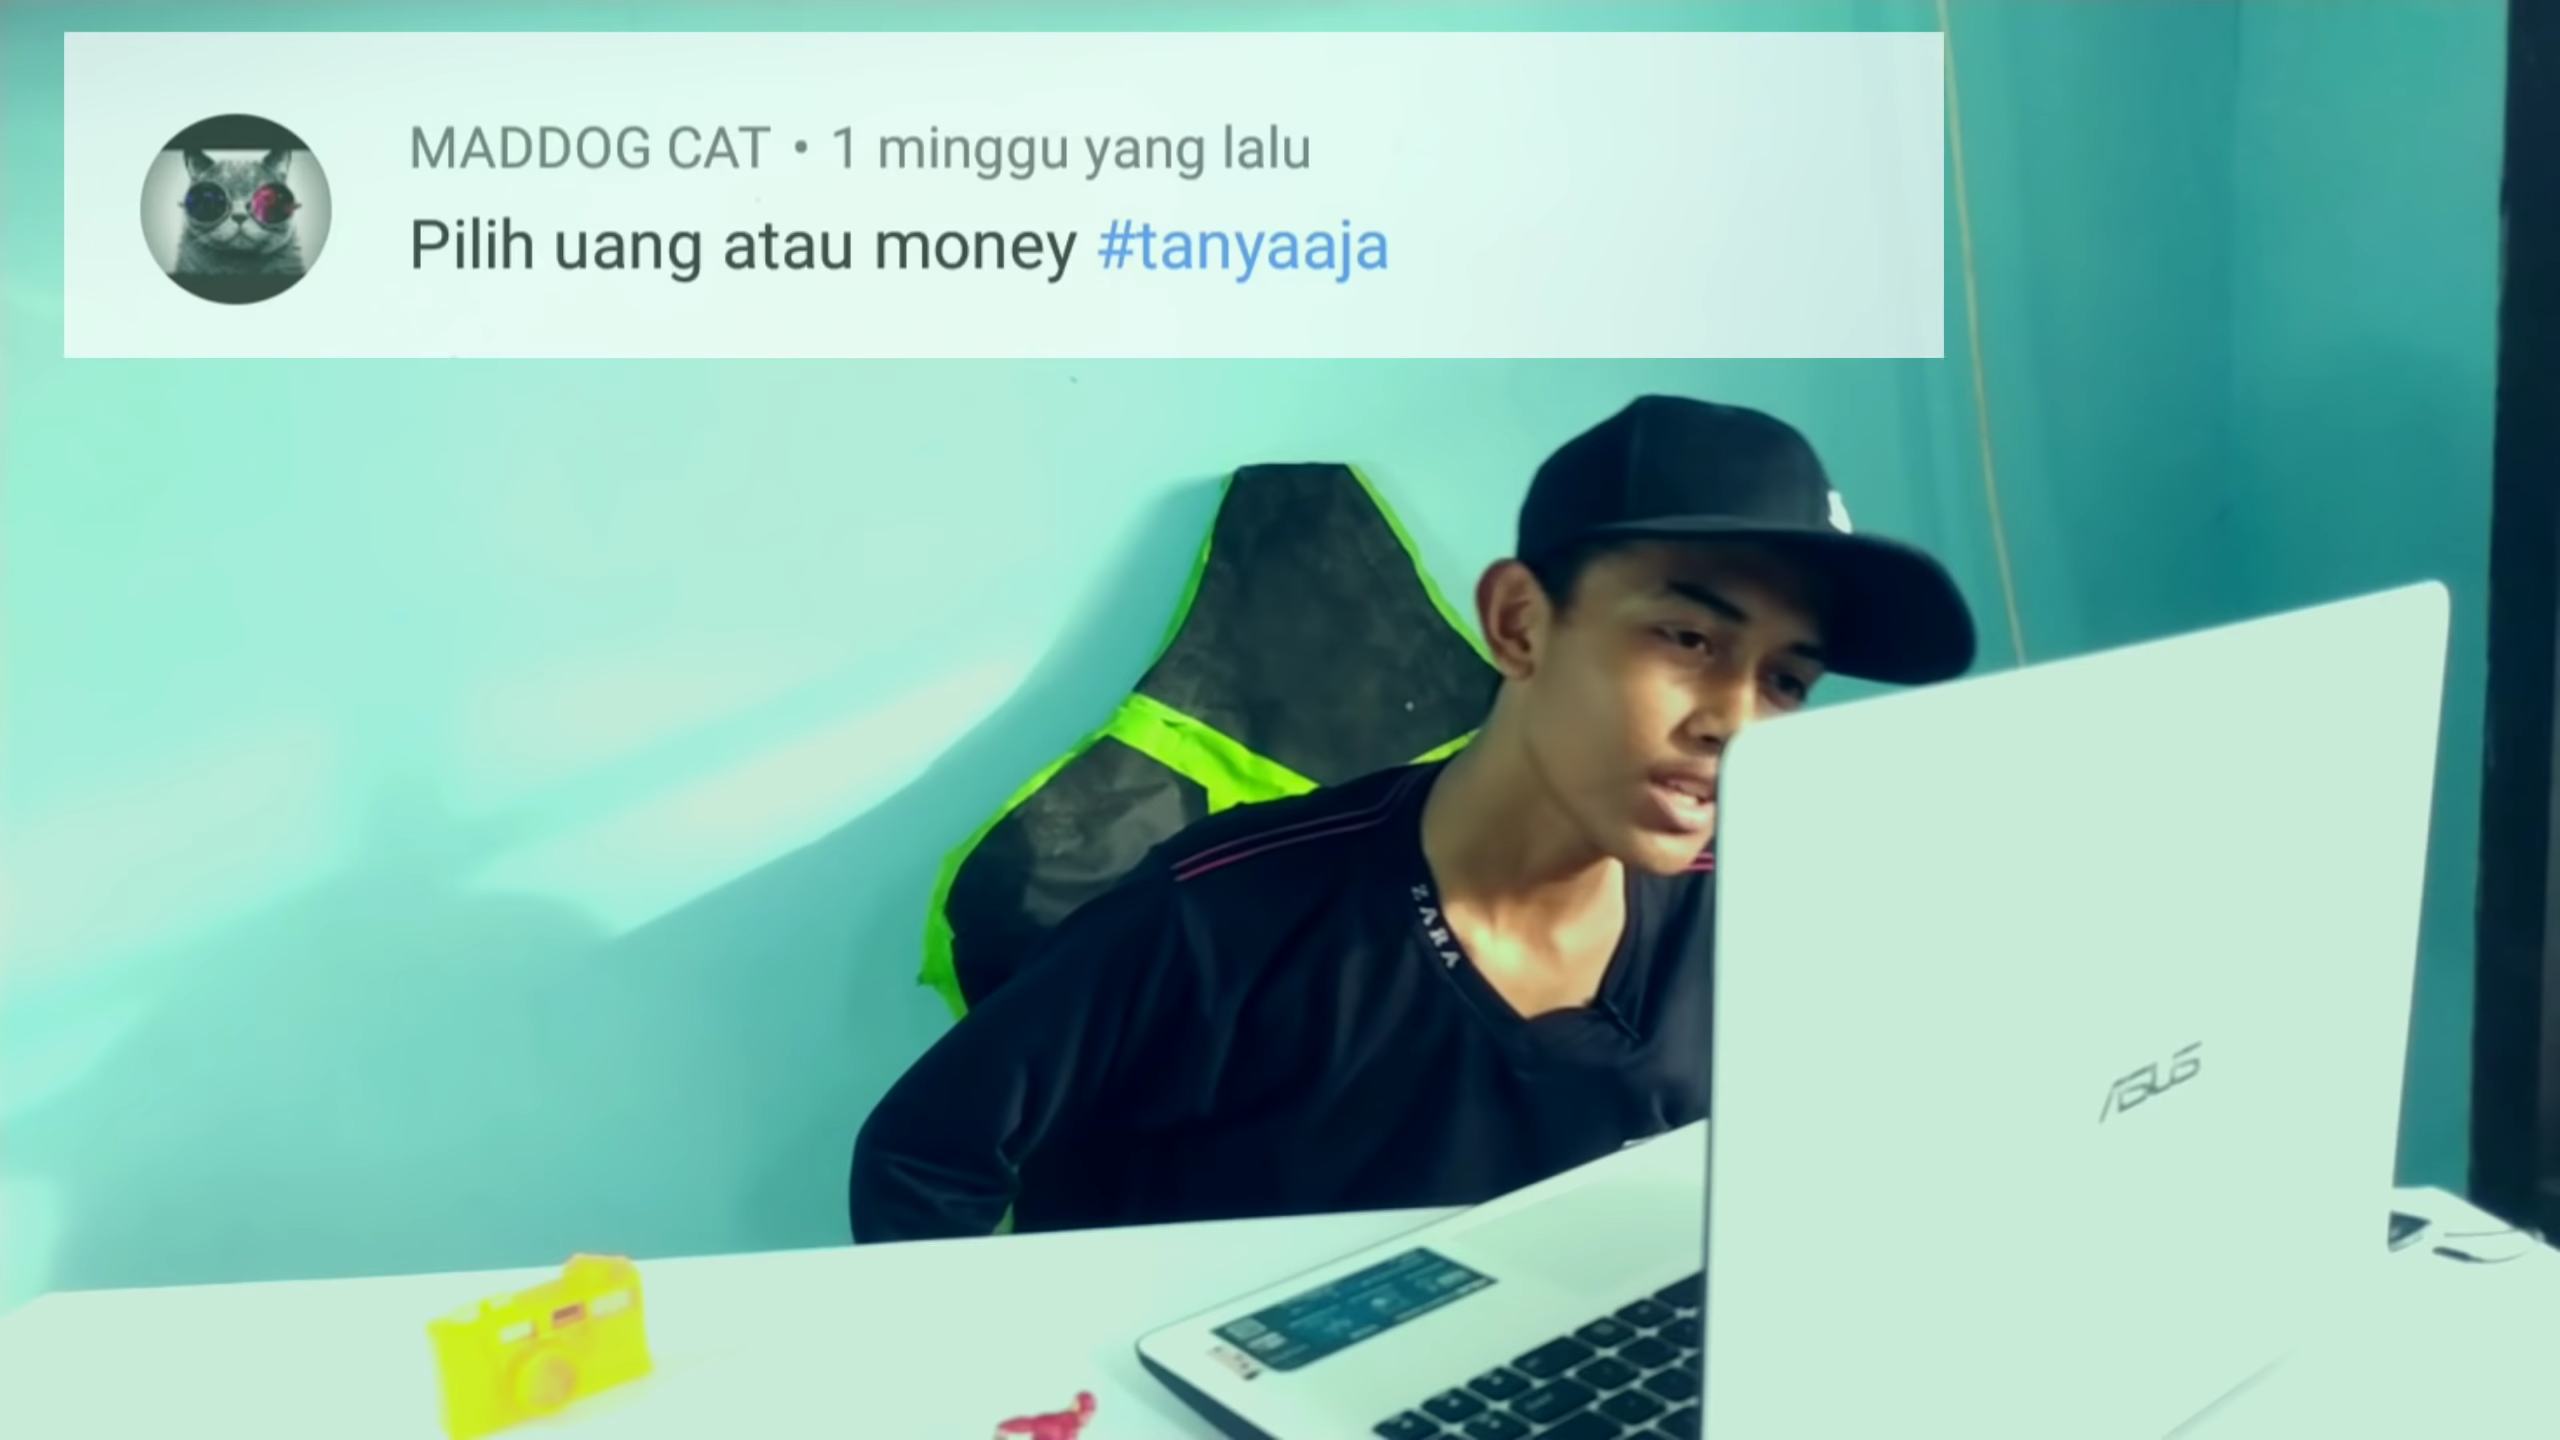 MADDOG CAT • 1 minggu yang lalu
Pilih uang atau money #tanyaaja
ZARA
ASUS